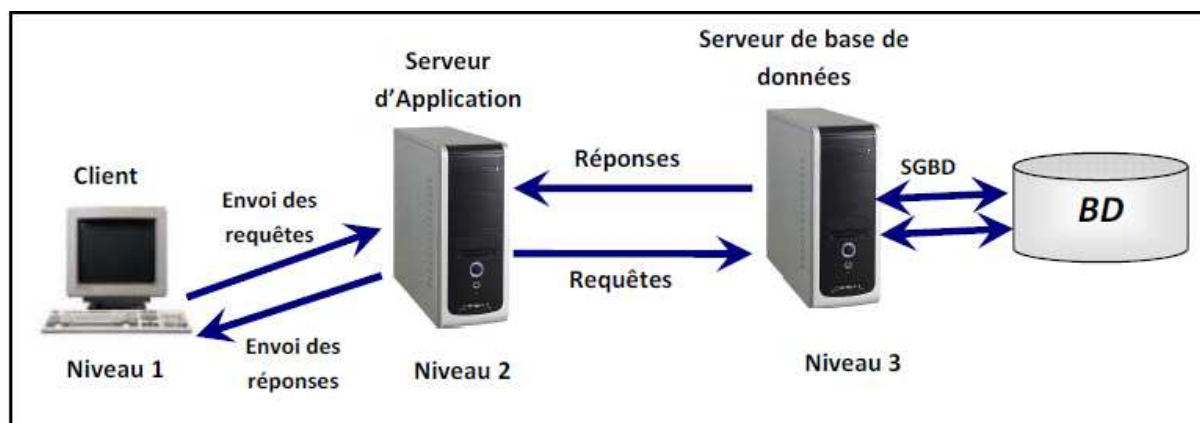 Serveur de base de
données
Serveur
d’Application
Client
Envoi des
requêtes
Réponses
Requêtes
SGBD
BD
Envoi des
réponses
Niveau 1
Niveau 2
Niveau 3